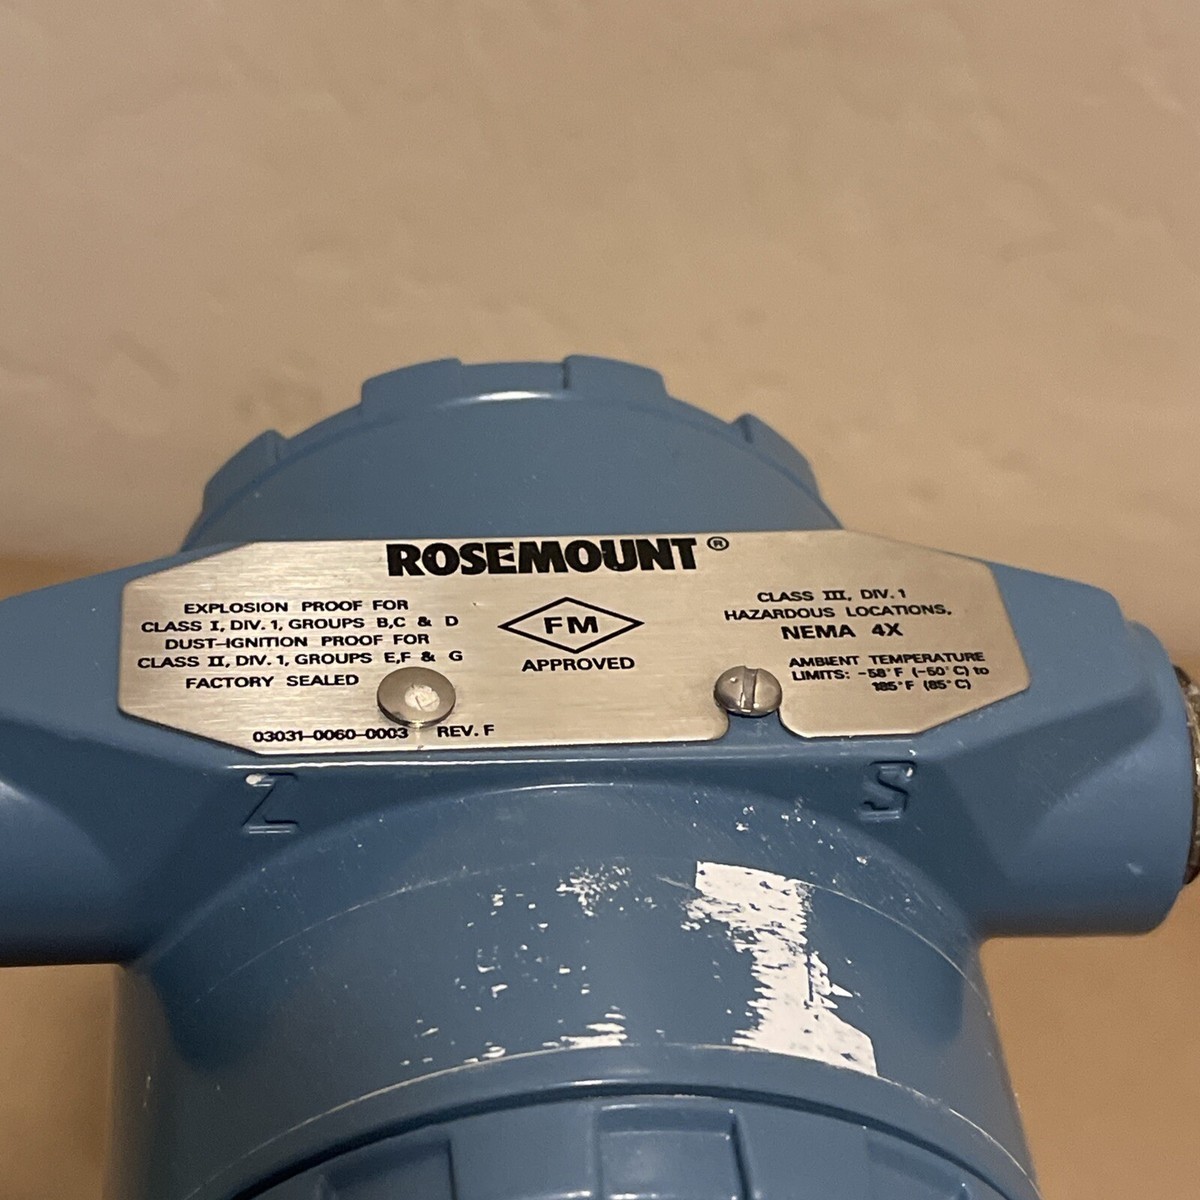 ROSEMOUNT®
EXPLOSION PROOF FOR
CLASS I, DIV. 1, GROUPS B,C & D
DUST-IGNITION PROOF FOR
CLASS II, DIV. 1, GROUPS E,F & G
FACTORY SEALED
03031-0060-0003 REV. F
FM
APPROVED
CLASS III, DIV. 1
HAZARDOUS LOCATIONS,
NEMA 4X
AMBIENT TEMPERATURE
LIMITS: -58°F (-50°C) to
185°F (85°C)
Z
S